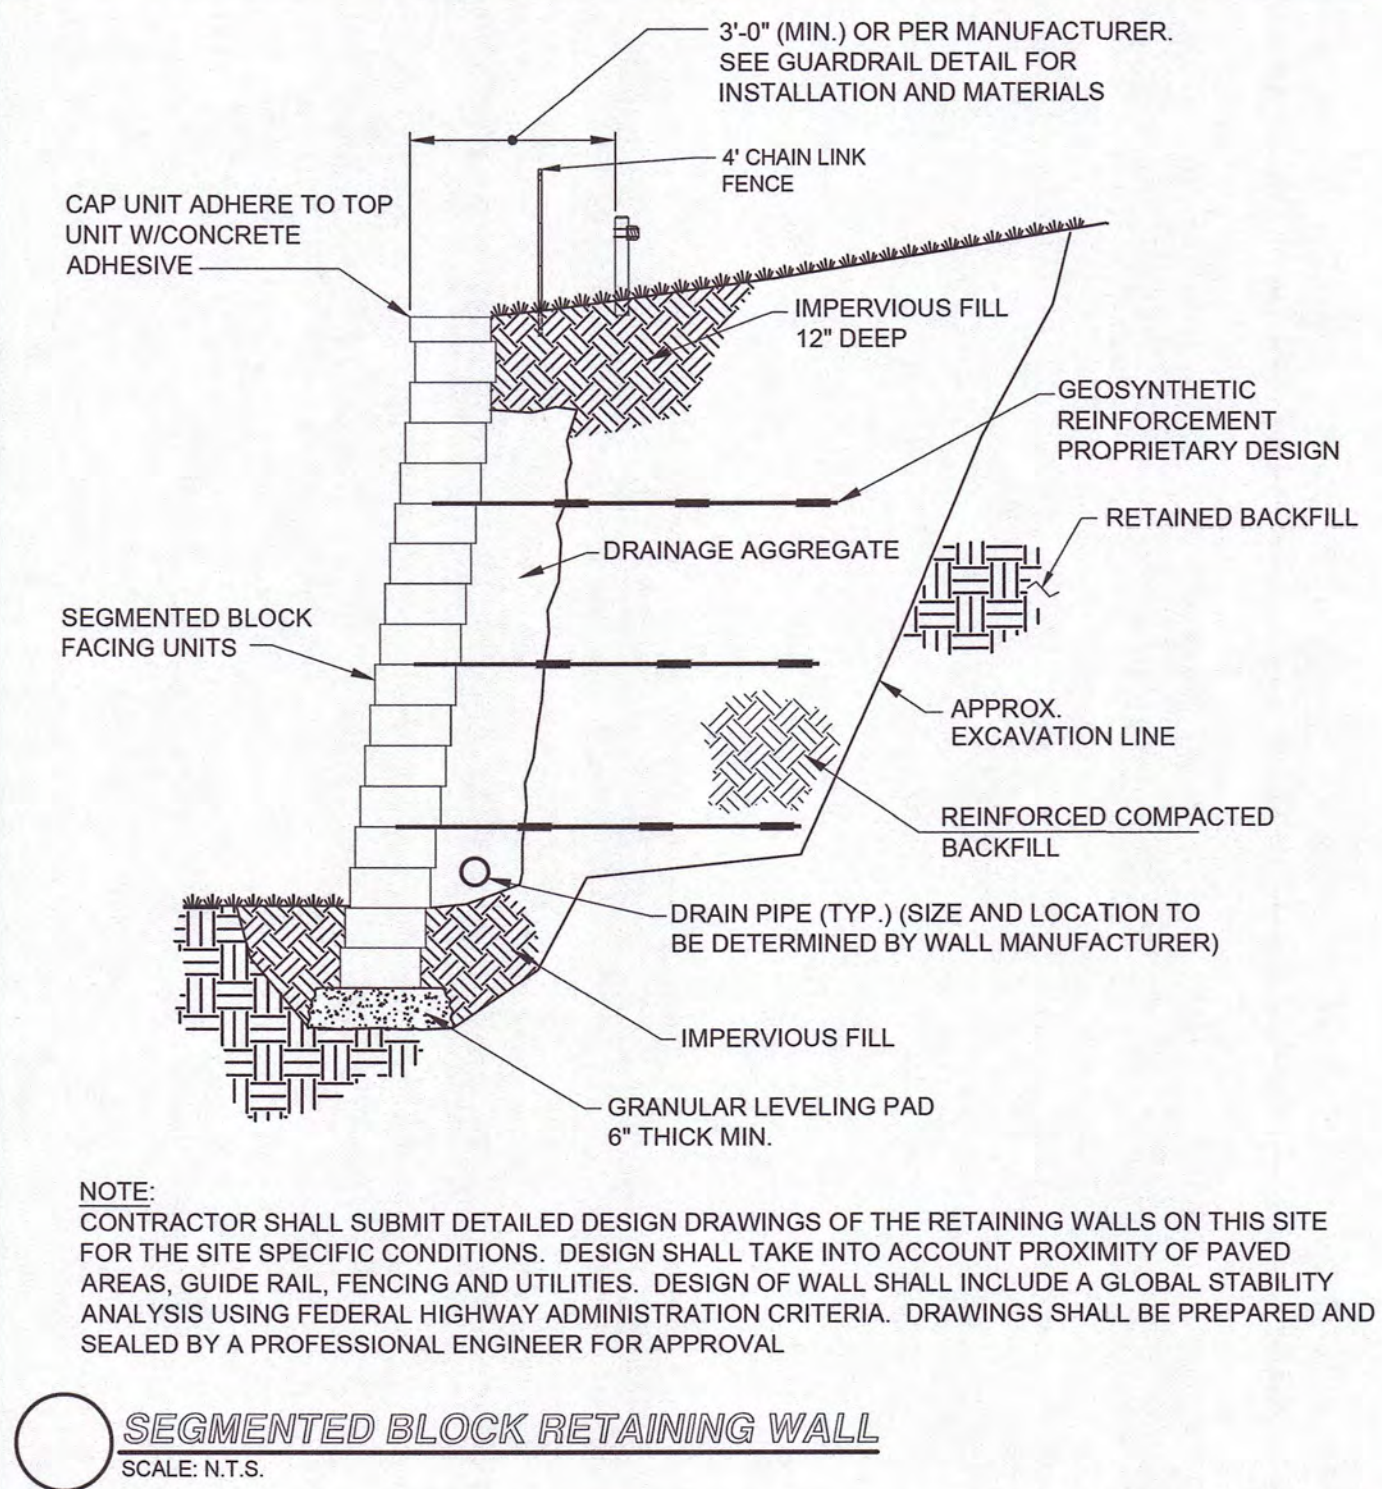 3'-0" (MIN.) OR PER MANUFACTURER.
SEE GUARDRAIL DETAIL FOR
INSTALLATION AND MATERIALS
4' CHAIN LINK
FENCE
CAP UNIT ADHERE TO TOP
UNIT W/CONCRETE
ADHESIVE
IMPERVIOUS FILL
12" DEEP
GEOSYNTHETIC
REINFORCEMENT
PROPRIETARY DESIGN
RETAINED BACKFILL
DRAINAGE AGGREGATE
SEGMENTED BLOCK
FACING UNITS
APPROX.
EXCAVATION LINE
REINFORCED COMPACTED
BACKFILL
DRAIN PIPE (TYP.) (SIZE AND LOCATION TO
BE DETERMINED BY WALL MANUFACTURER)
IMPERVIOUS FILL
GRANULAR LEVELING PAD
6" THICK MIN.
NOTE:
CONTRACTOR SHALL SUBMIT DETAILED DESIGN DRAWINGS OF THE RETAINING WALLS ON THIS SITE
FOR THE SITE SPECIFIC CONDITIONS. DESIGN SHALL TAKE INTO ACCOUNT PROXIMITY OF PAVED
AREAS, GUIDE RAIL, FENCING AND UTILITIES. DESIGN OF WALL SHALL INCLUDE A GLOBAL STABILITY
ANALYSIS USING FEDERAL HIGHWAY ADMINISTRATION CRITERIA. DRAWINGS SHALL BE PREPARED AND
SEALED BY A PROFESSIONAL ENGINEER FOR APPROVAL
SEGMENTED BLOCK RETAINING WALL
SCALE: N.T.S.